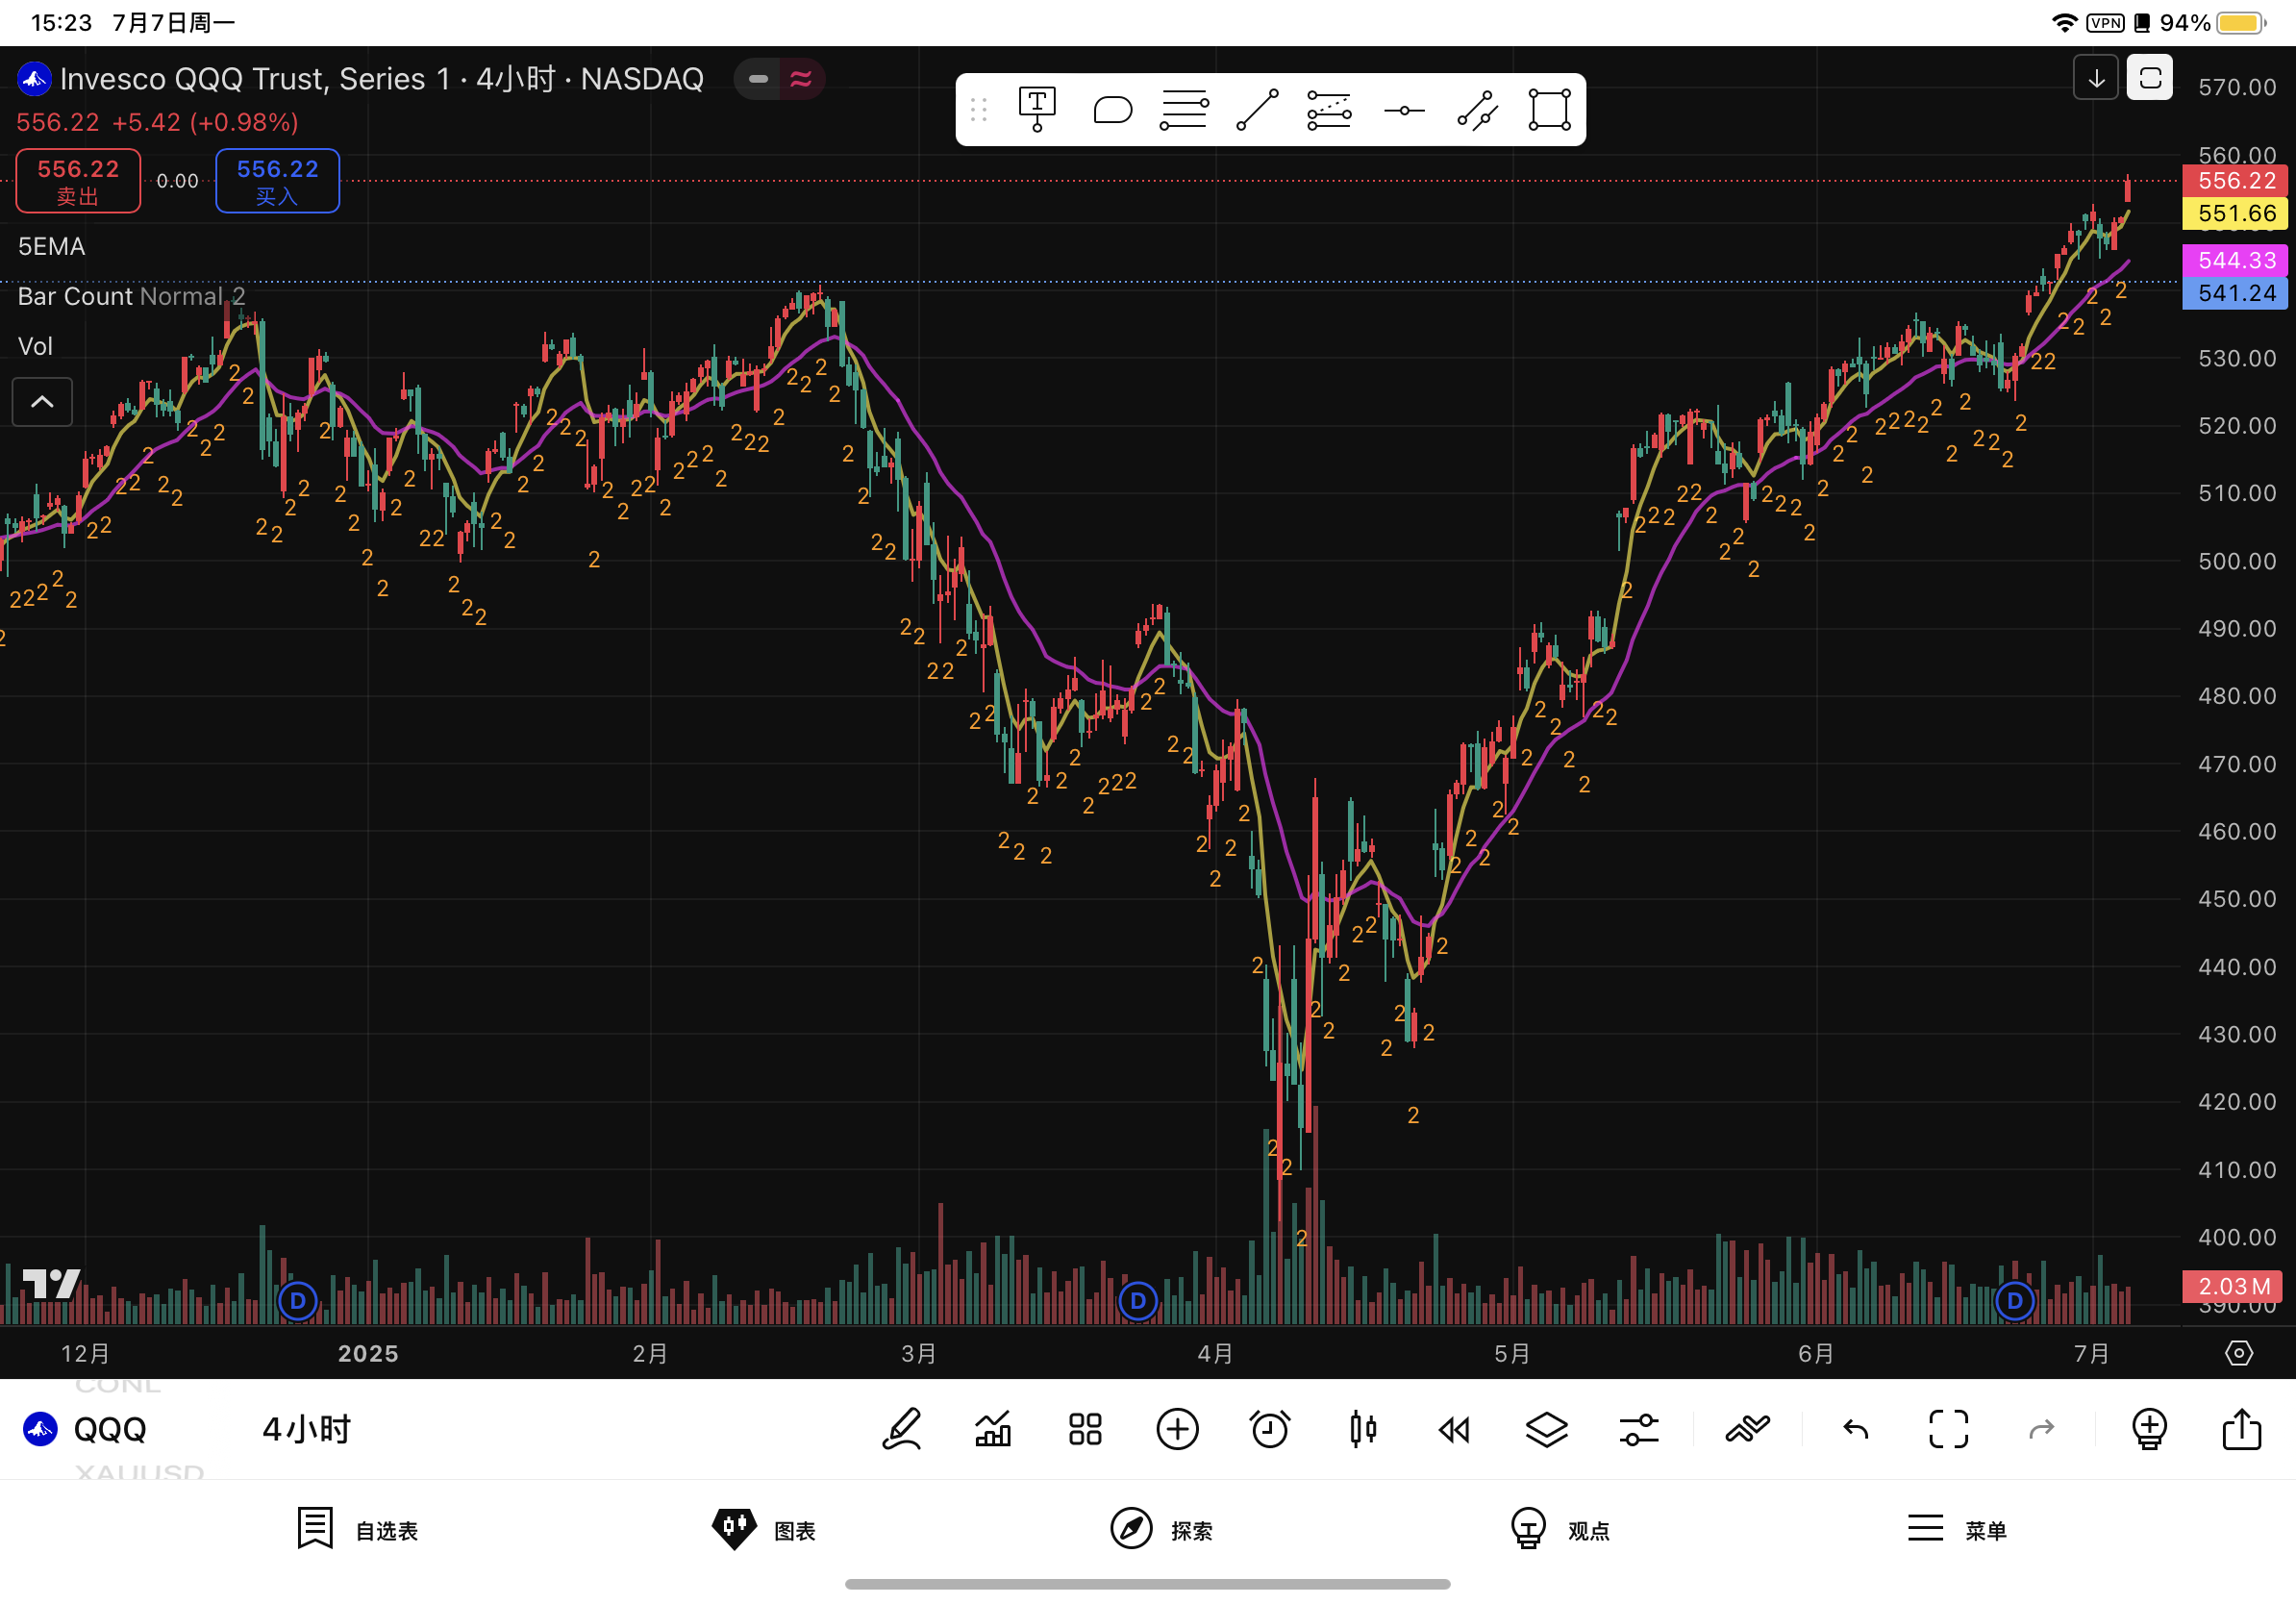 15:23 7月7日周一
VPN 94%
Invesco QQQ Trust, Series 1 · 4小时 · NASDAQ
556.22 +5.42 (+0.98%)
556.22 卖出
0.00
556.22 买入
5EMA
Bar Count Normal 2
Vol
570.00
560.00
556.22
551.66
544.33
541.24
530.00
520.00
510.00
500.00
490.00
480.00
470.00
460.00
450.00
440.00
430.00
420.00
410.00
400.00
2.03M
390.00
D D D
12月 2025 2月 3月 4月 5月 6月 7月
CONL
QQQ 4小时
XAUUSD
自选表 图表 探索 观点 菜单